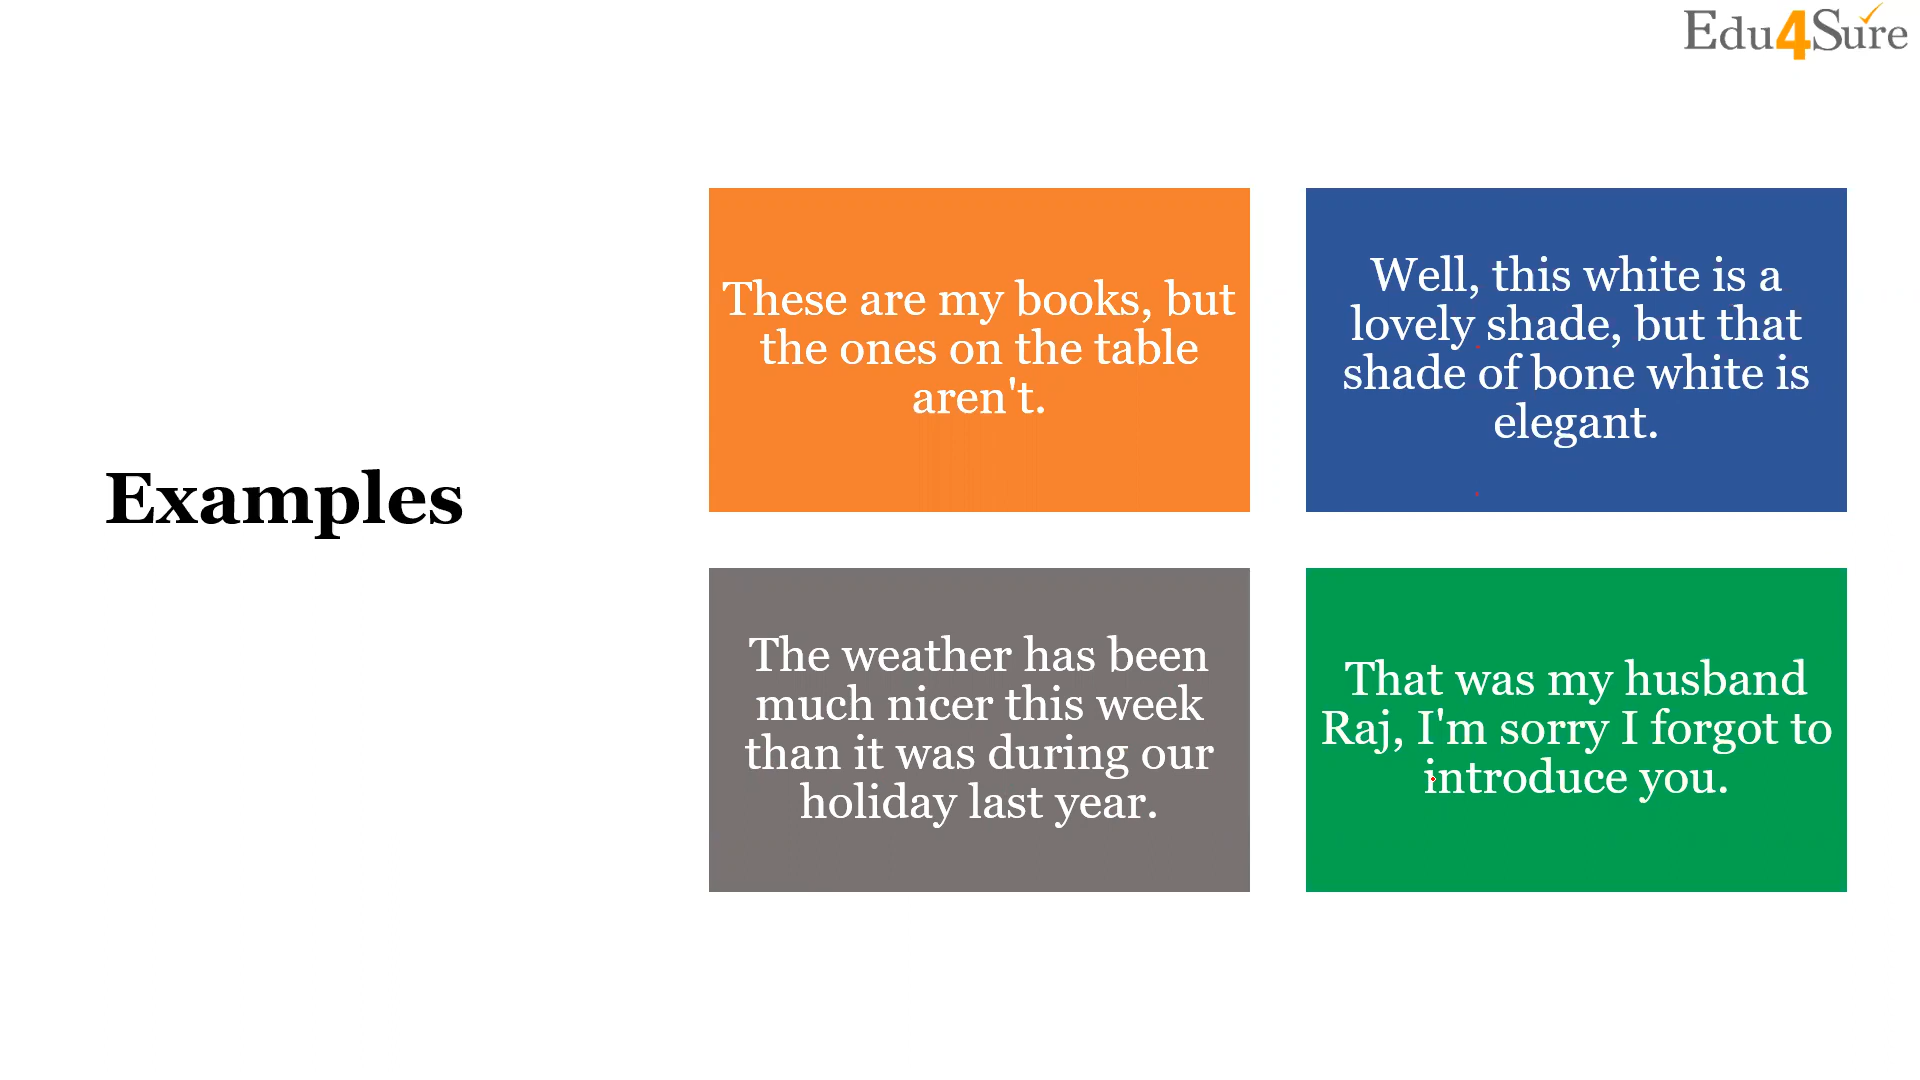 Edu4Sure
These are my books, but
the ones on the table
aren't.
Well, this white is a
lovely shade, but that
shade of bone white is
elegant.
Examples
The weather has been
much nicer this week
than it was during our
holiday last year.
That was my husband
Raj, I'm sorry I forgot to
introduce you.